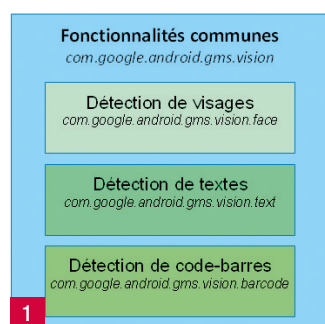 Fonctionnalités communes
com.google.android.gms.vision
Détection de visages
com.google.android.gms.vision.face
Détection de textes
com.google.android.gms.vision.text
Détection de code-barres
com.google.android.gms.vision.barcode
1